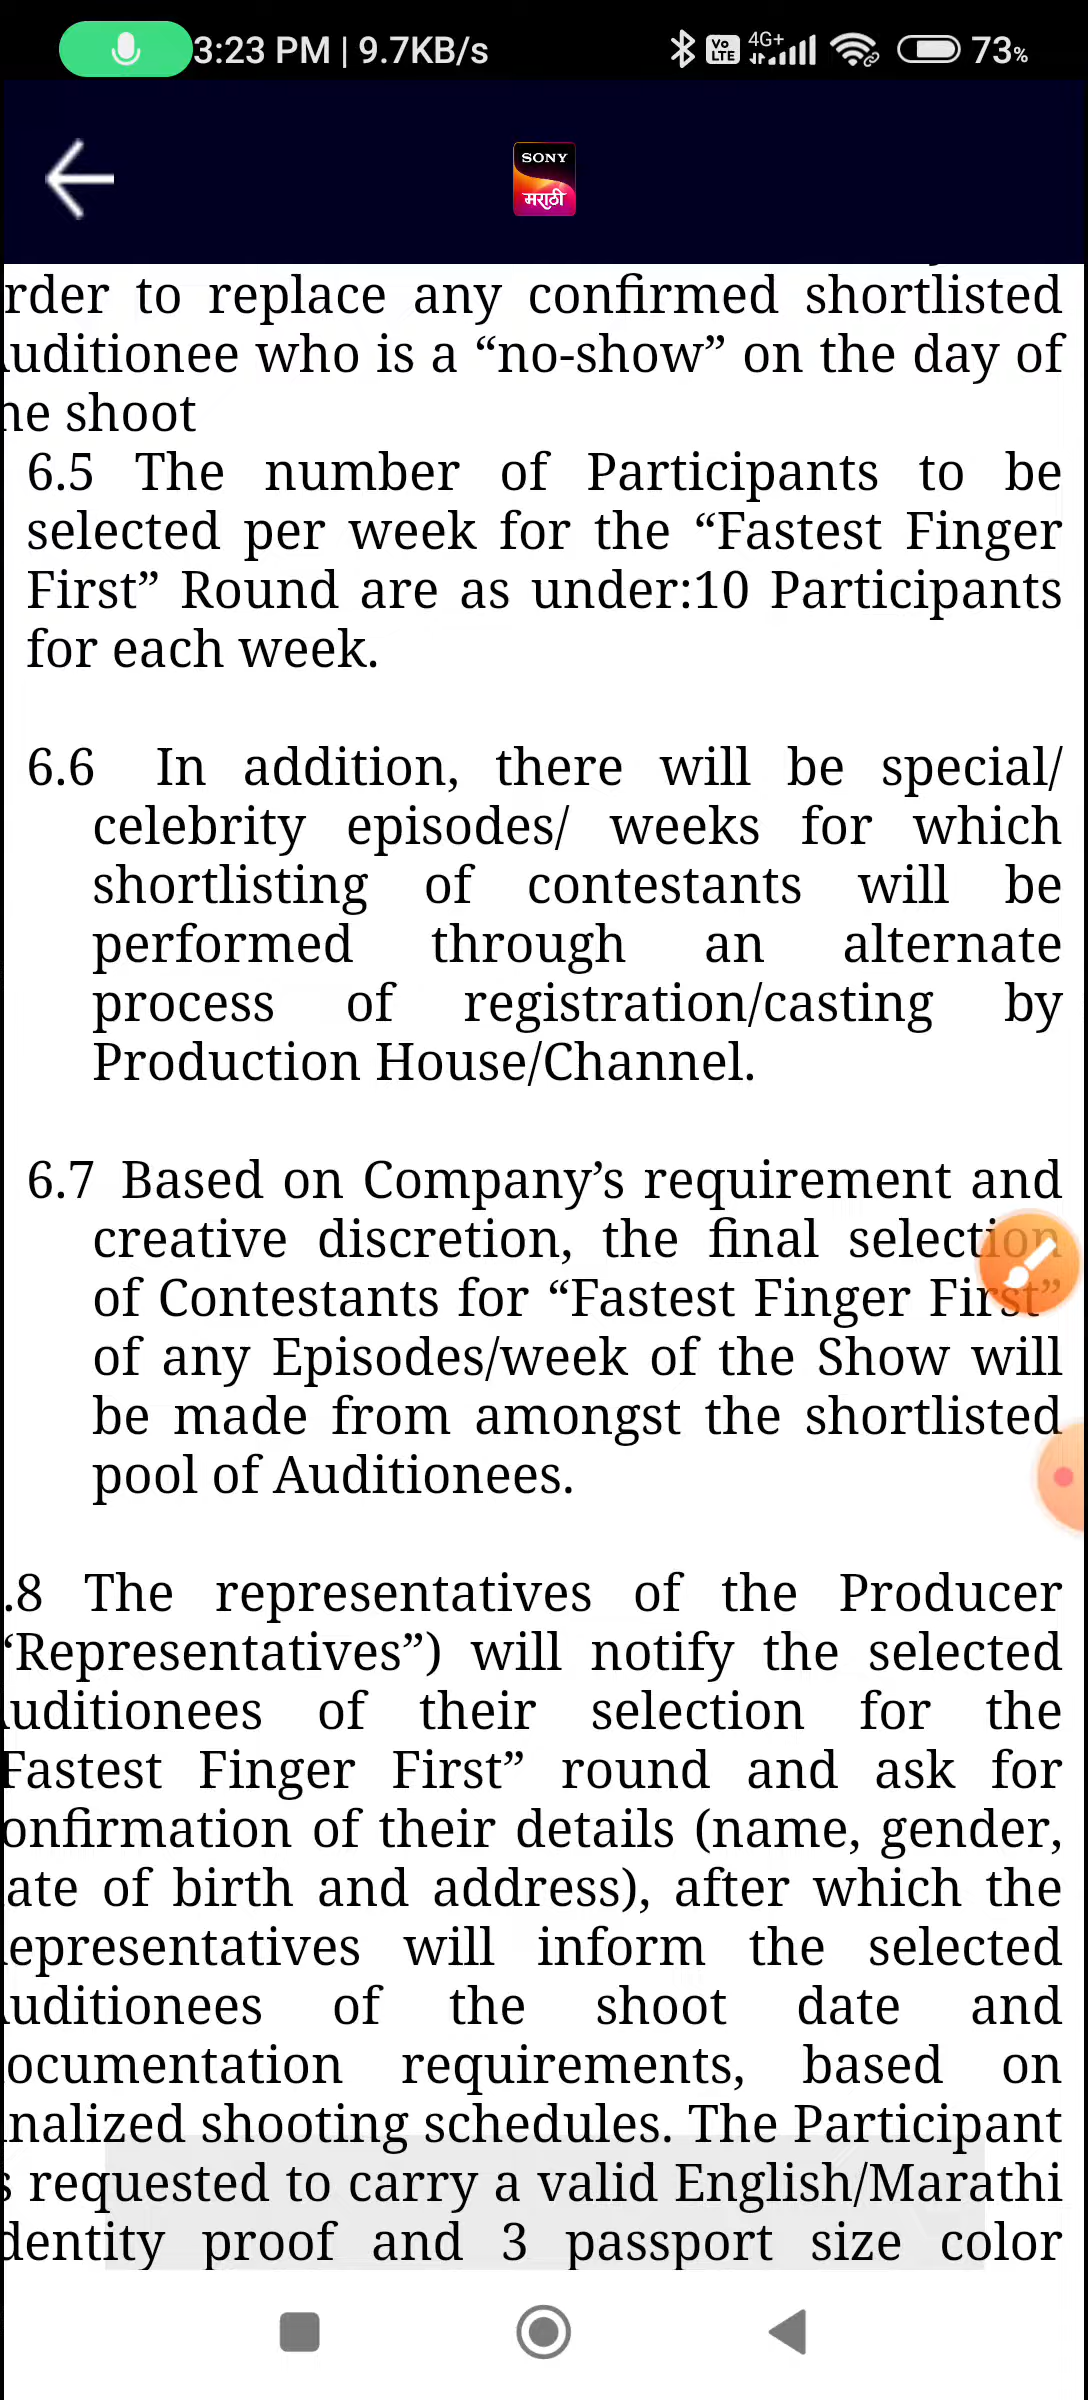 3:23 PM | 9.7KB/s Vo LTE 4G+ 73%
SONY
मराठी
rder to replace any confirmed shortlisted
uditionee who is a “no-show” on the day of
he shoot
6.5 The number of Participants to be
selected per week for the “Fastest Finger
First” Round are as under:10 Participants
for each week.
6.6 In addition, there will be special/
celebrity episodes/ weeks for which
shortlisting of contestants will be
performed through an alternate
process of registration/casting by
Production House/Channel.
6.7 Based on Company’s requirement and
creative discretion, the final selection
of Contestants for “Fastest Finger First”
of any Episodes/week of the Show will
be made from amongst the shortlisted
pool of Auditionees.
.8 The representatives of the Producer
“Representatives”) will notify the selected
uditionees of their selection for the
Fastest Finger First” round and ask for
onfirmation of their details (name, gender,
ate of birth and address), after which the
epresentatives will inform the selected
uditionees of the shoot date and
ocumentation requirements, based on
nalized shooting schedules. The Participant
s requested to carry a valid English/Marathi
dentity proof and 3 passport size color